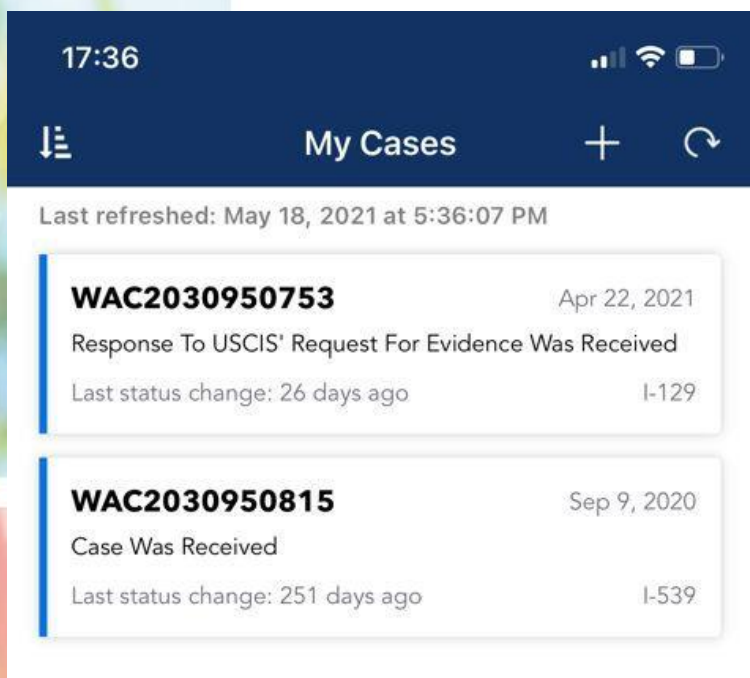 17:36
My Cases
Last refreshed: May 18, 2021 at 5:36:07 PM
WAC2030950753 Apr 22, 2021
Response To USCIS' Request For Evidence Was Received
Last status change: 26 days ago I-129
WAC2030950815 Sep 9, 2020
Case Was Received
Last status change: 251 days ago I-539